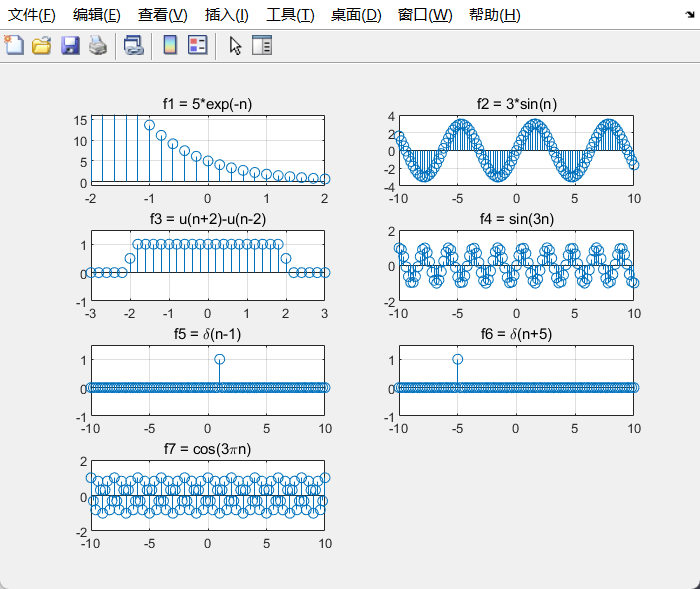 文件(F) 编辑(E) 查看(V) 插入(I) 工具(T) 桌面(D) 窗口(W) 帮助(H)
f1 = 5*exp(-n)
15
10
5
0
-2 -1 0 1 2
f2 = 3*sin(n)
4
2
0
-2
-4
-10 -5 0 5 10
f3 = u(n+2)-u(n-2)
1
0
-1
-3 -2 -1 0 1 2 3
f4 = sin(3n)
2
0
-2
-10 -5 0 5 10
f5 = δ(n-1)
1
0
-1
-10 -5 0 5 10
f6 = δ(n+5)
1
0
-1
-10 -5 0 5 10
f7 = cos(3πn)
2
0
-2
-10 -5 0 5 10